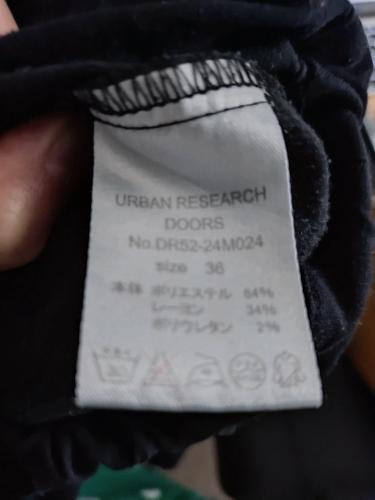 URBAN RESEARCH
DOORS
No.DR52-24M024
size 36
本体 ポリエステル 64%
レーヨン 34%
ポリウレタン 2%